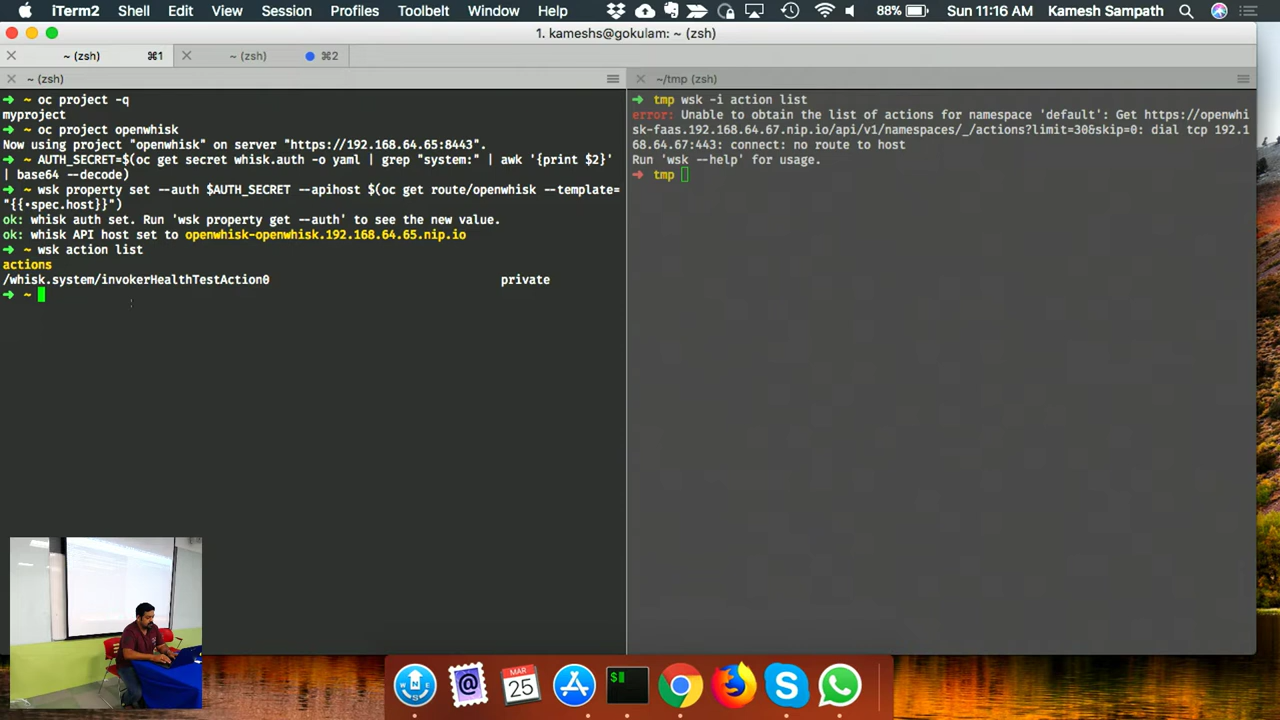 iTerm2 Shell Edit View Session Profiles Toolbelt Window Help 88% Sun 11:16 AM Kamesh Sampath
1. kameshs@gokulam: ~ (zsh)
~ (zsh) ⌘1 ~ (zsh) ⌘2
~ (zsh)
➜ ~ oc project -q
myproject
➜ ~ oc project openwhisk
Now using project "openwhisk" on server "https://192.168.64.65:8443".
➜ ~ AUTH_SECRET=$(oc get secret whisk.auth -o yaml | grep "system:" | awk '{print $2}'
| base64 --decode)
➜ ~ wsk property set --auth $AUTH_SECRET --apihost $(oc get route/openwhisk --template=
"{{.spec.host}}")
ok: whisk auth set. Run 'wsk property get --auth' to see the new value.
ok: whisk API host set to openwhisk-openwhisk.192.168.64.65.nip.io
➜ ~ wsk action list
actions
/whisk.system/invokerHealthTestAction0 private
➜ ~
~/tmp (zsh)
➜ tmp wsk -i action list
error: Unable to obtain the list of actions for namespace 'default': Get https://openwhi
sk-faas.192.168.64.67.nip.io/api/v1/namespaces/_/actions?limit=30&skip=0: dial tcp 192.1
68.64.67:443: connect: no route to host
Run 'wsk --help' for usage.
➜ tmp
MAR
25